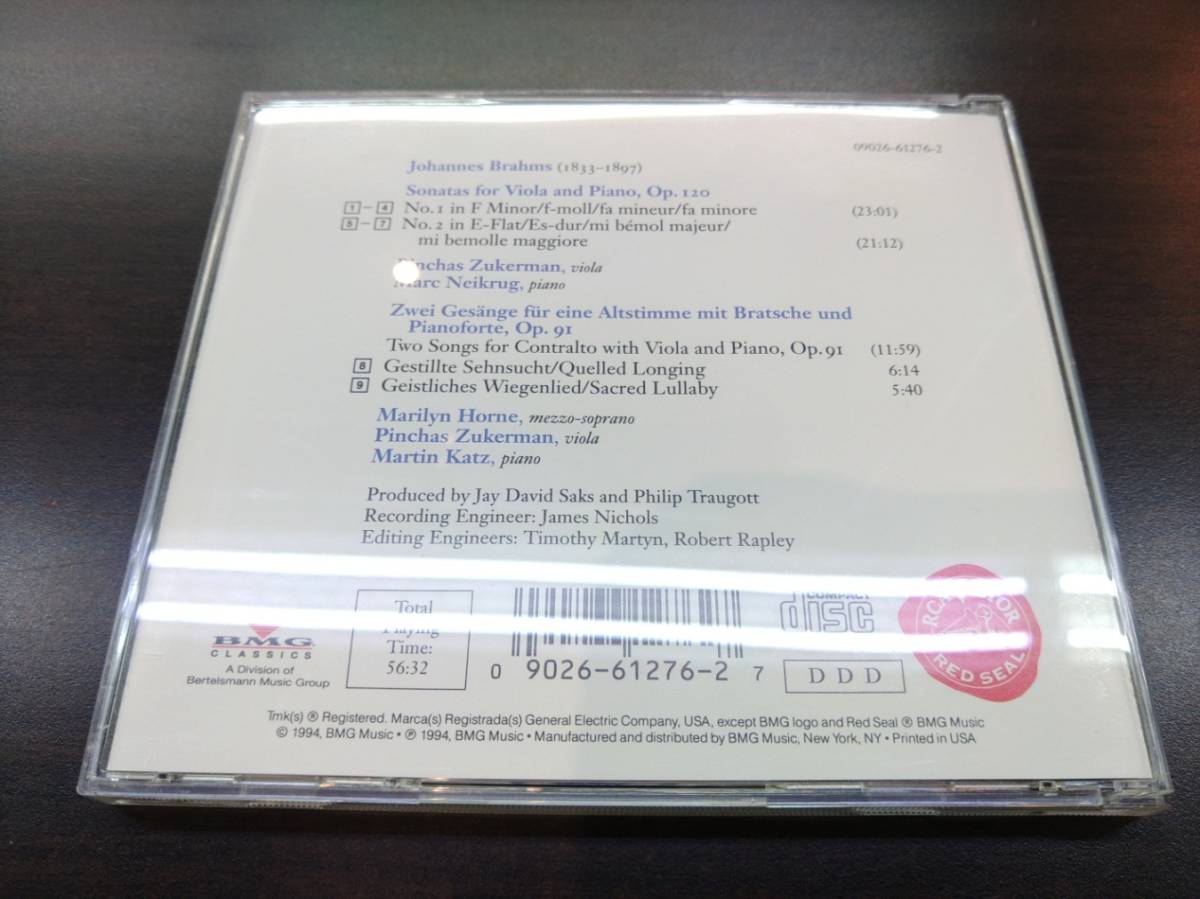 09026-61276-2
Johannes Brahms (1833-1897)
Sonatas for Viola and Piano, Op. 120
1 - 4 No. 1 in F Minor/f-moll/fa mineur/fa minore (23:01)
5 - 7 No. 2 in E-Flat/Es-dur/mi bémol majeur/
mi bemolle maggiore (21:12)
Pinchas Zukerman, viola
Marc Neikrug, piano
Zwei Gesänge für eine Altstimme mit Bratsche und
Pianoforte, Op. 91
Two Songs for Contralto with Viola and Piano, Op. 91 (11:59)
8 Gestillte Sehnsucht/Quelled Longing 6:14
9 Geistliches Wiegenlied/Sacred Lullaby 5:40
Marilyn Horne, mezzo-soprano
Pinchas Zukerman, viola
Martin Katz, piano
Produced by Jay David Saks and Philip Traugott
Recording Engineer: James Nichols
Editing Engineers: Timothy Martyn, Robert Rapley
BMG
CLASSICS
A Division of
Bertelsmann Music Group
Total
Playing
Time:
56:32
0 9026-61276-2 7
COMPACT
disc
DDD
RCA VICTOR
RED SEAL
Tmk(s) ® Registered. Marca(s) Registrada(s) General Electric Company, USA, except BMG logo and Red Seal ® BMG Music
© 1994, BMG Music • ℗ 1994, BMG Music • Manufactured and distributed by BMG Music, New York, NY • Printed in USA